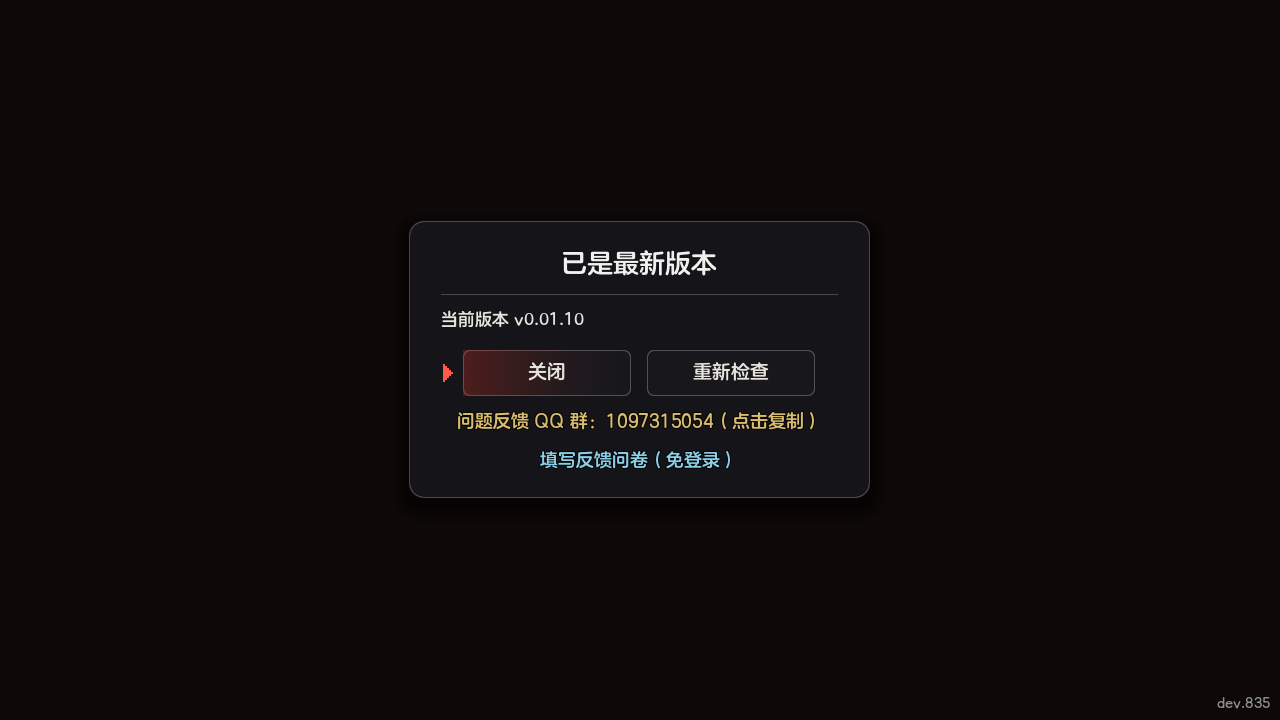 已是最新版本
当前版本 v0.01.10
关闭 重新检查
问题反馈 QQ 群：1097315054（点击复制）
填写反馈问卷（免登录）
dev.835